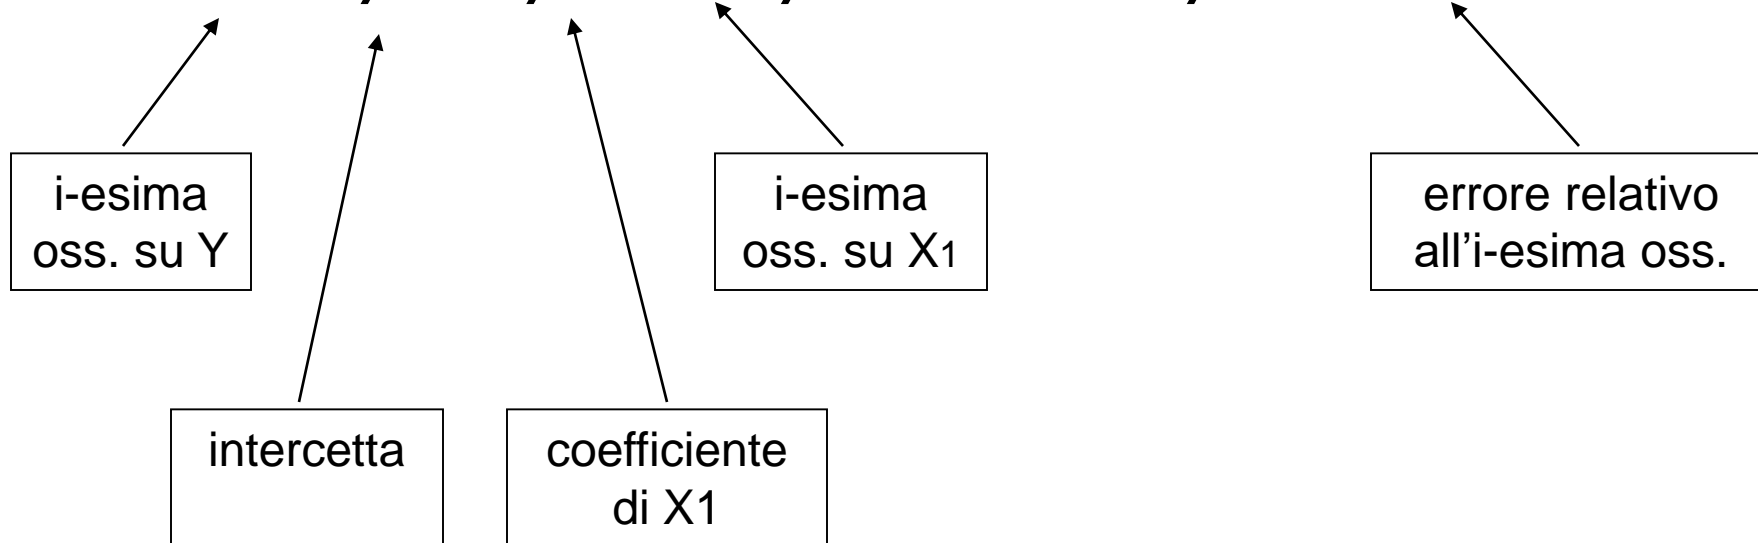 i-esima
oss. su Y
i-esima
oss. su X1
errore relativo
all'i-esima oss.
intercetta
coefficiente
di X1